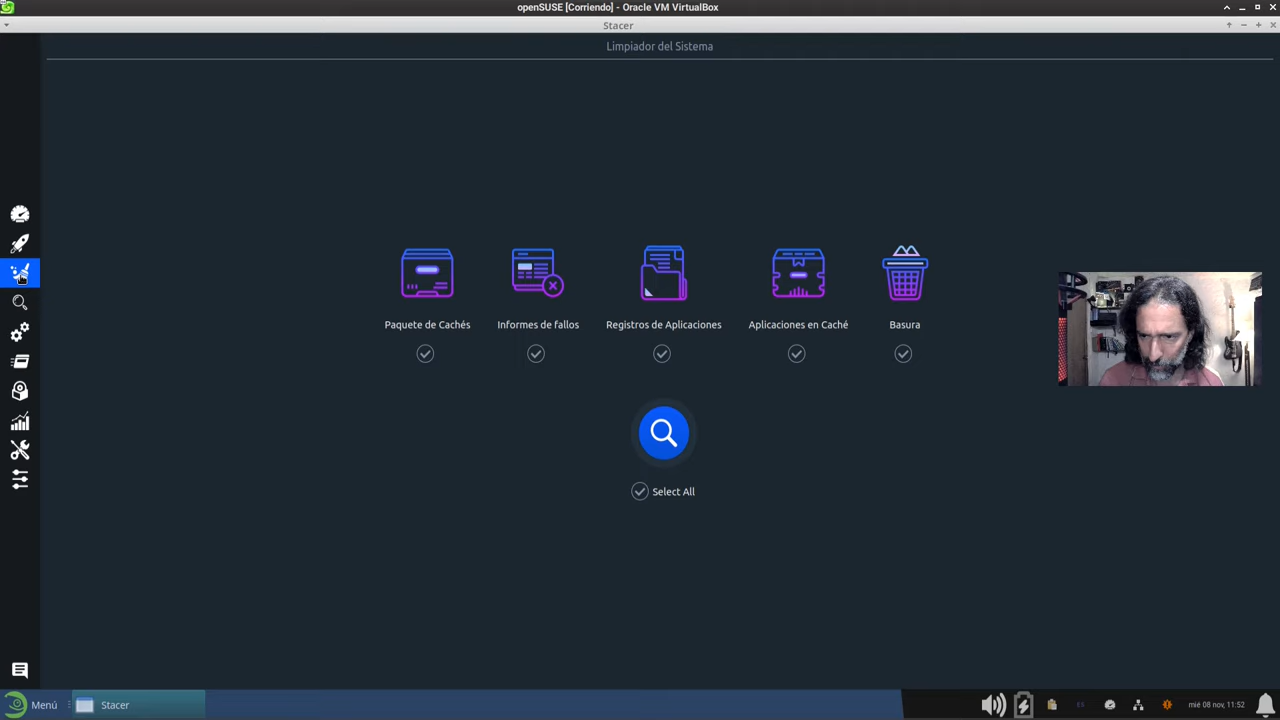 openSUSE [Corriendo] - Oracle VM VirtualBox
Stacer
Limpiador del Sistema
Paquete de Cachés
Informes de fallos
Registros de Aplicaciones
Aplicaciones en Caché
Basura
Select All
Menú
Stacer
mié 08 nov, 11:52